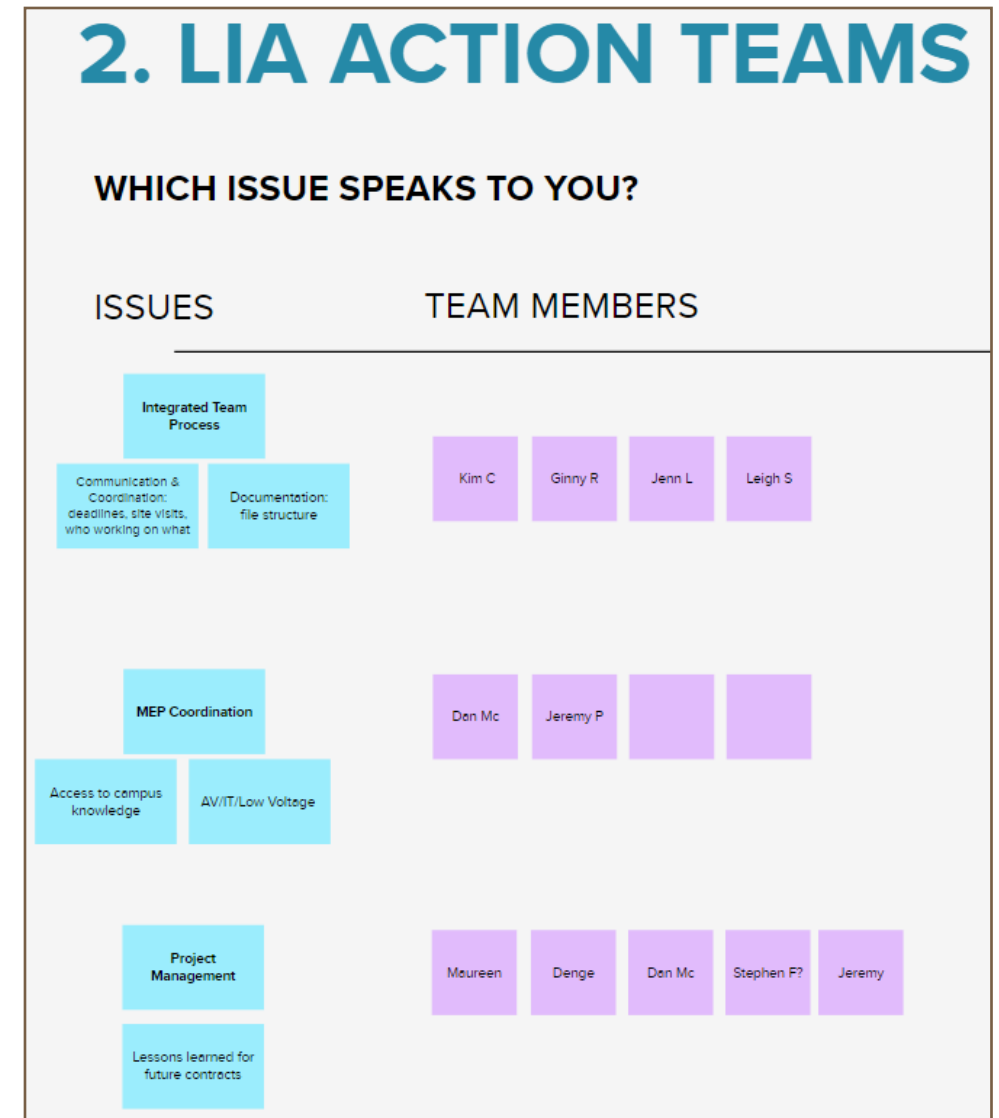 2. LIA ACTION TEAMS
WHICH ISSUE SPEAKS TO YOU?
ISSUES
TEAM MEMBERS
Integrated Team
Process
Communication &
Coordination:
deadlines, site visits,
who working on what
Documentation:
file structure
Kim C
Ginny R
Jenn L
Leigh S
MEP Coordination
Access to campus
knowledge
AV/IT/Low Voltage
Dan Mc
Jeremy P
Project
Management
Lessons learned for
future contracts
Maureen
Denge
Dan Mc
Stephen F?
Jeremy